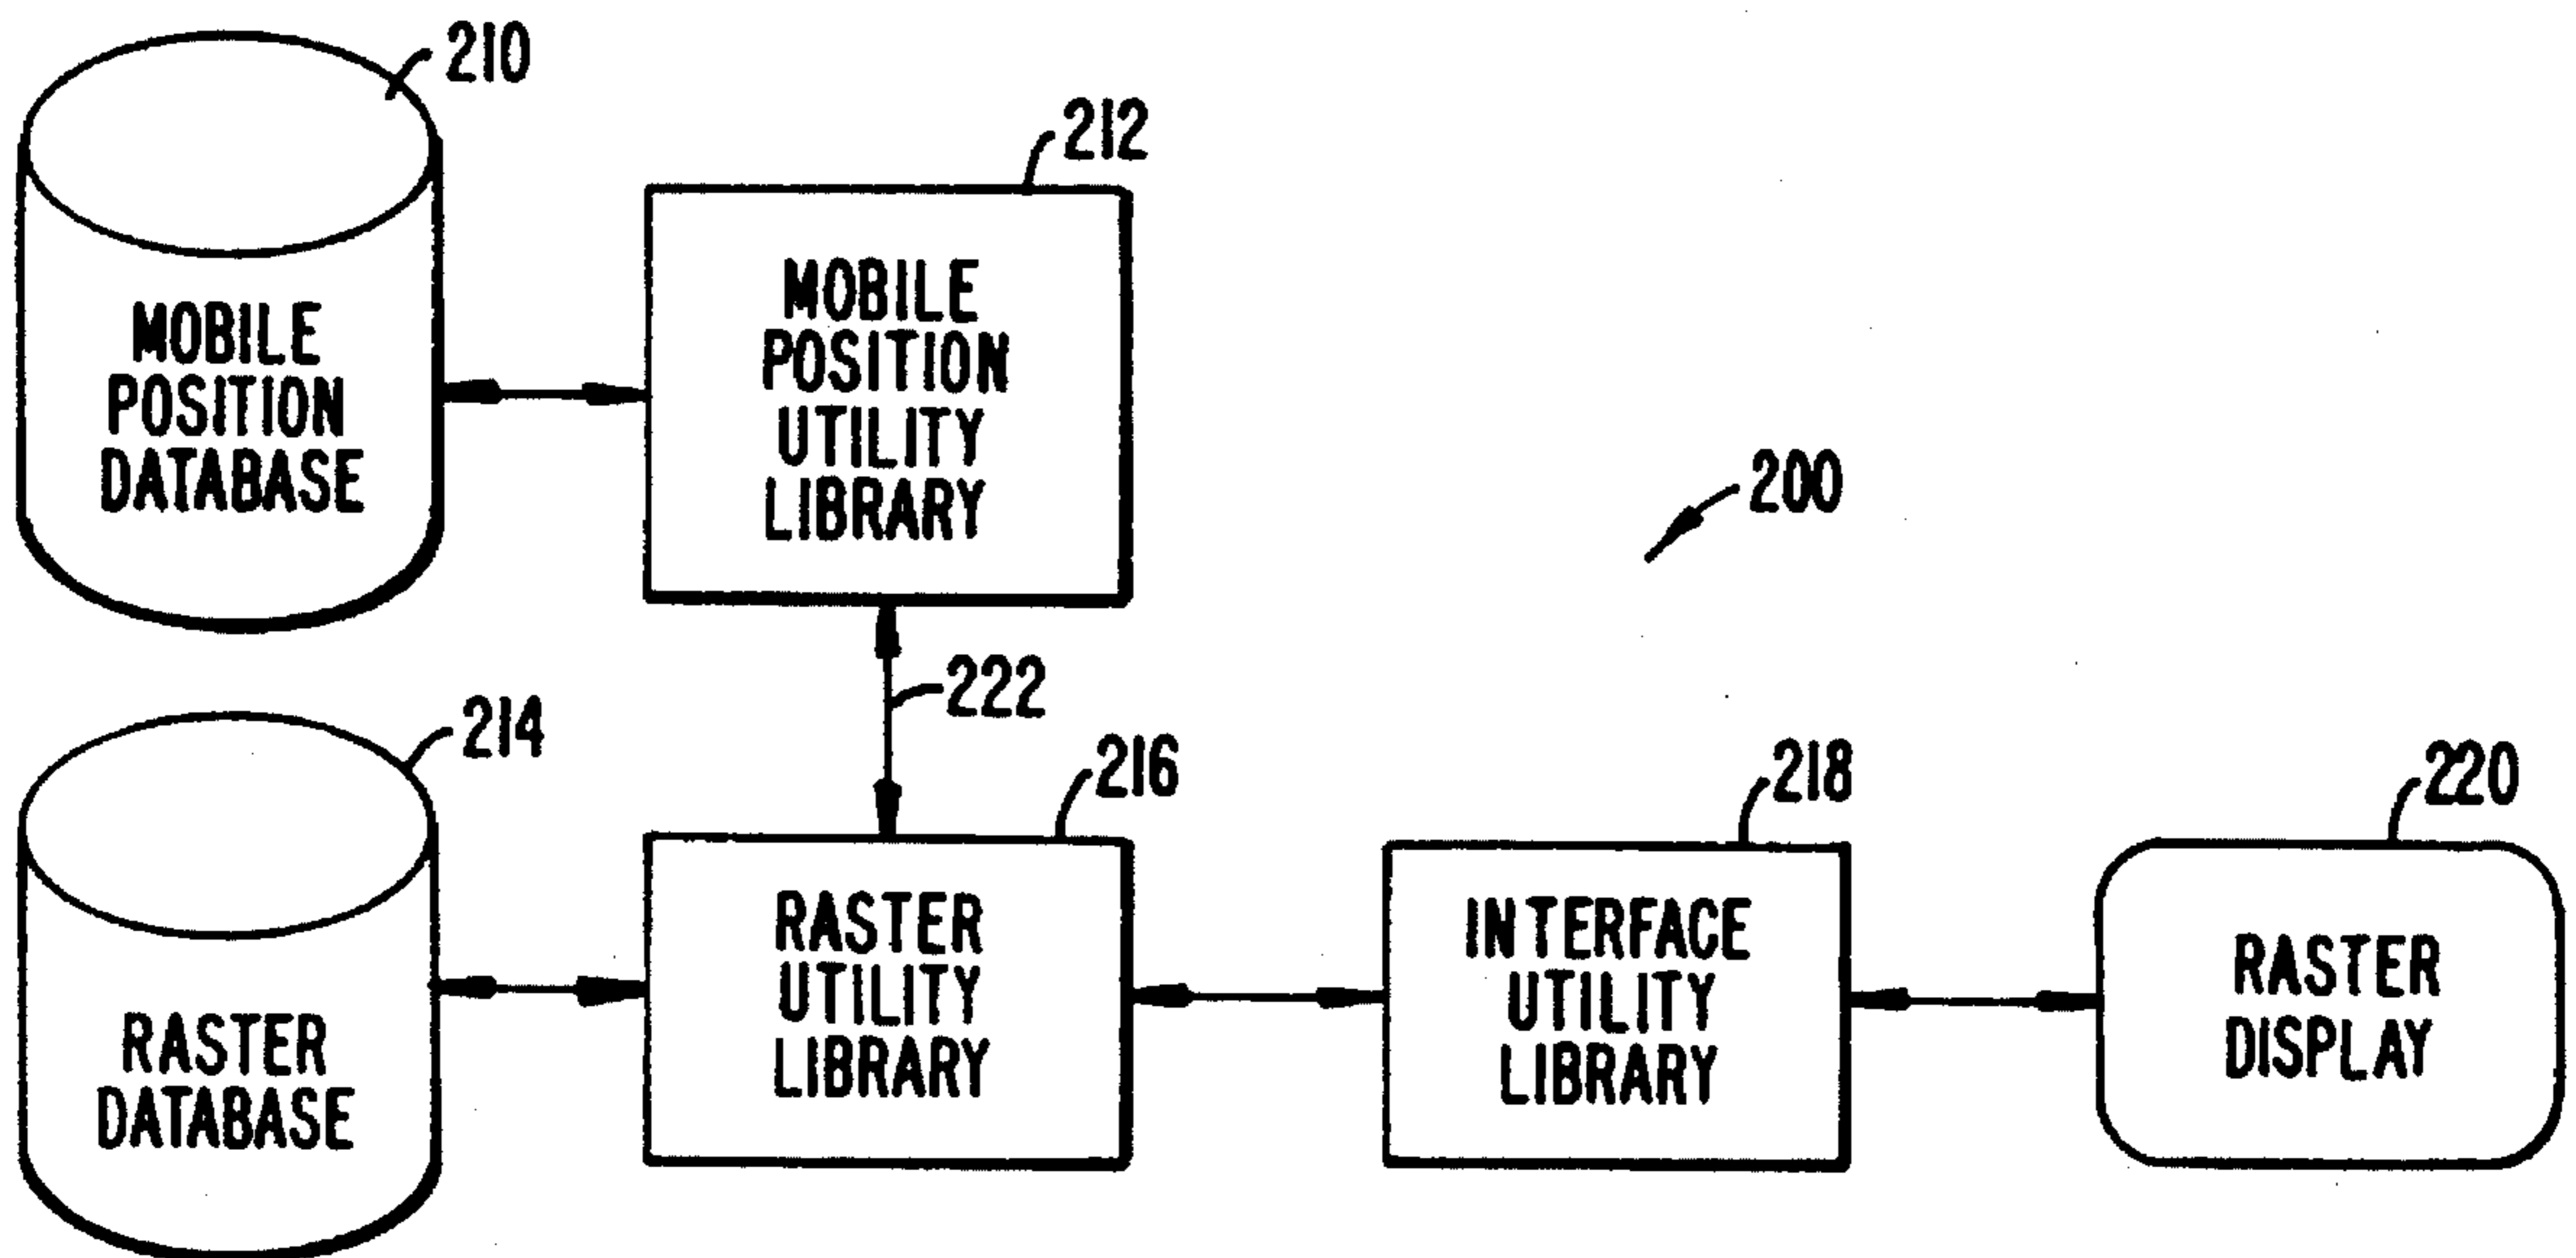 210
MOBILE
POSITION
DATABASE
212
MOBILE
POSITION
UTILITY
LIBRARY
200
222
214
RASTER
DATABASE
216
RASTER
UTILITY
LIBRARY
218
INTERFACE
UTILITY
LIBRARY
220
RASTER
DISPLAY